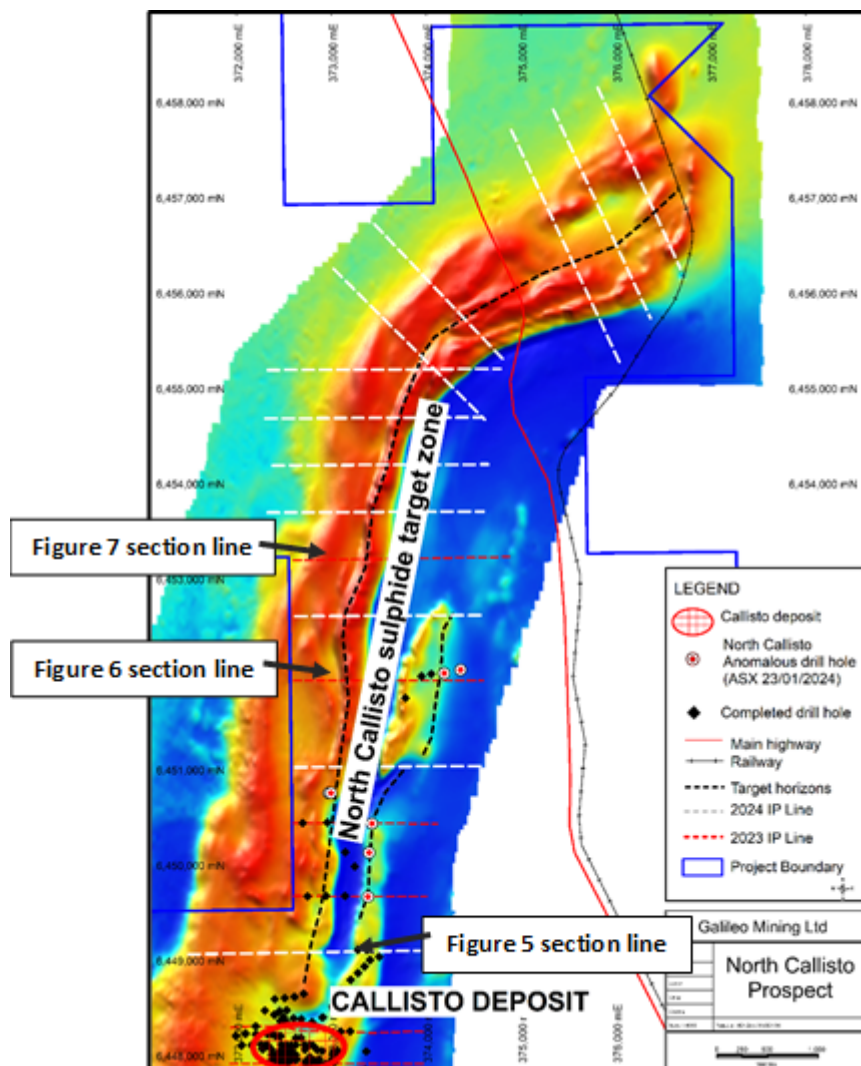 372,000 mE
373,000 mE
374,000 mE
375,000 mE
376,000 mE
377,000 mE
378,000 mE
6,458,000 mN
6,458,000 mN
6,457,000 mN
6,457,000 mN
6,456,000 mN
6,456,000 mN
6,455,000 mN
6,455,000 mN
6,454,000 mN
6,454,000 mN
North Callisto sulphide target zone
Figure 7 section line
6,453,000 mN
Figure 6 section line
6,451,000 mN
6,450,000 mN
Figure 5 section line
6,449,000 mN
CALLISTO DEPOSIT
6,448,000 mN
374,000 mE
375,000
376,000 mE
LEGEND
Callisto deposit
North Callisto
Anomalous drill hole
(ASX 23/01/2024)
Completed drill hole
Main highway
Railway
Target horizons
2024 IP Line
2023 IP Line
Project Boundary
Galileo Mining Ltd
North Callisto
Prospect
0 250 500 1 000